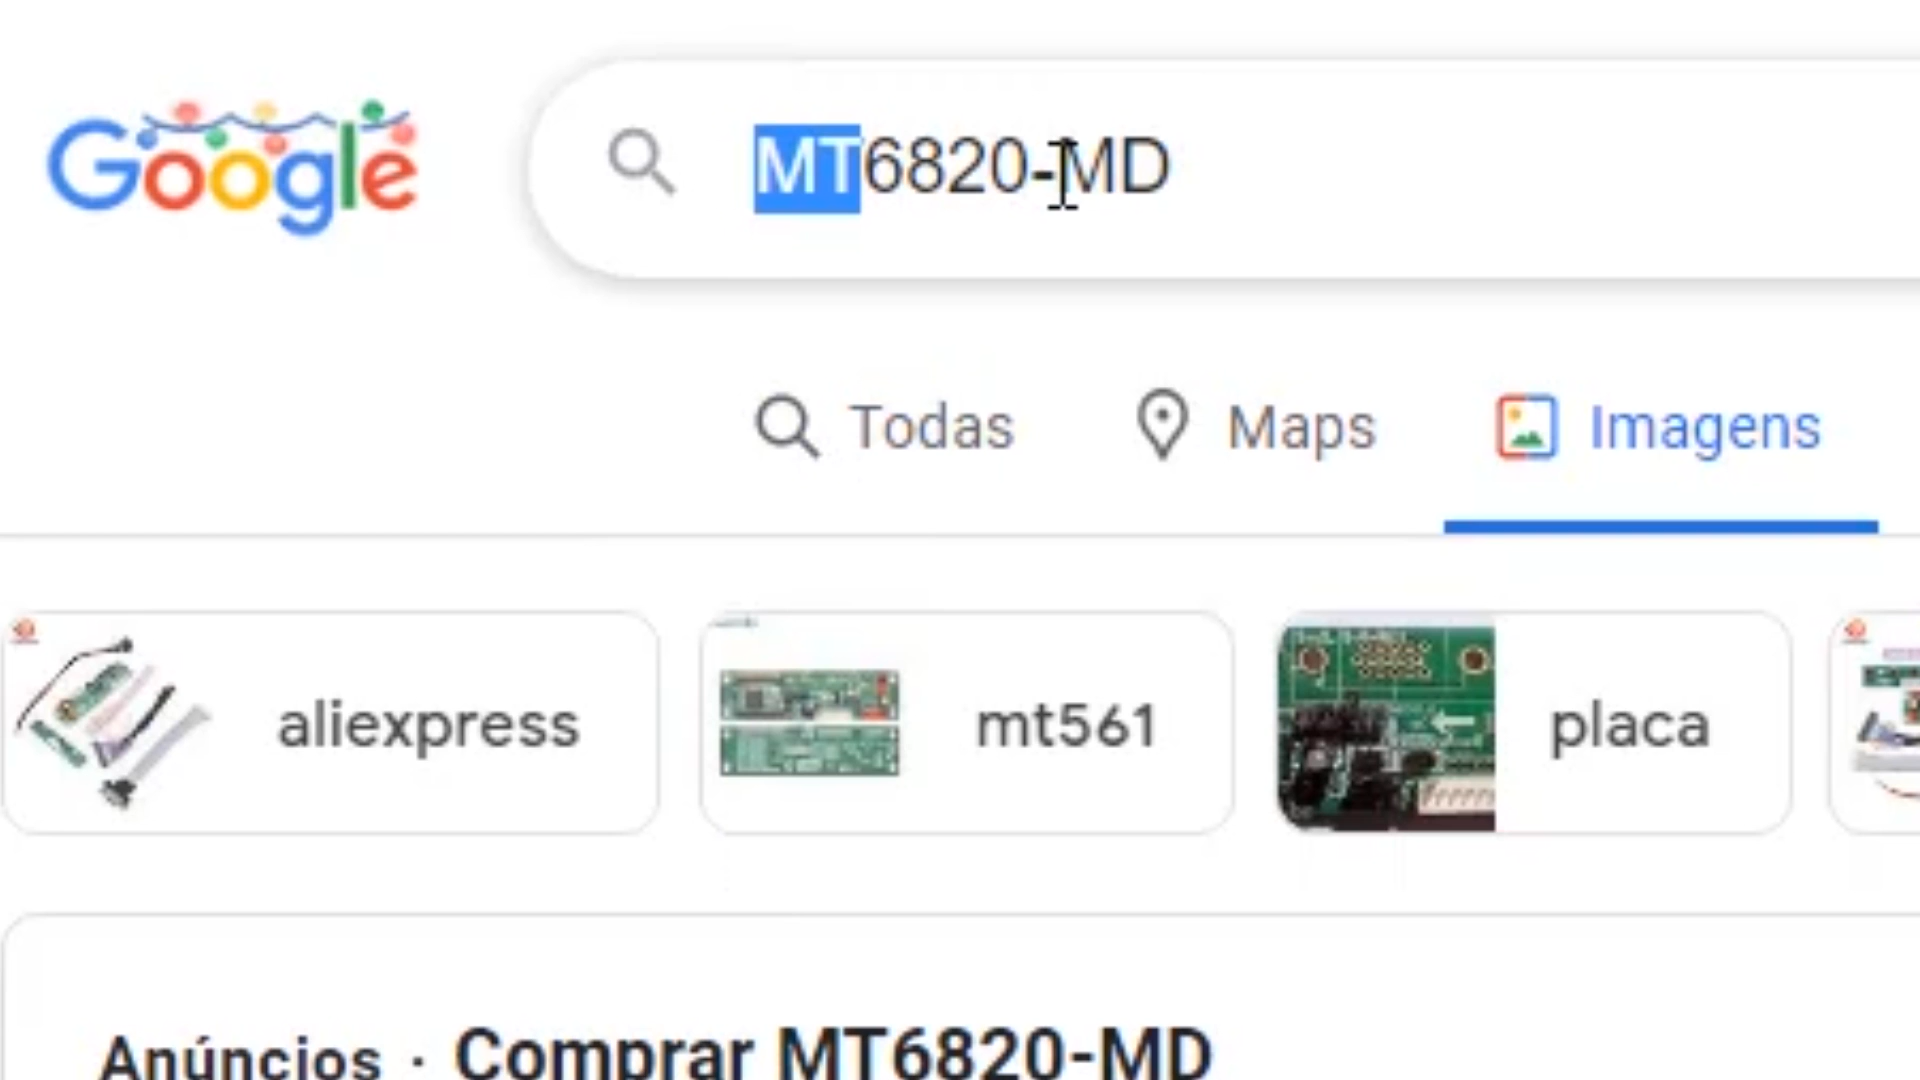 Google
MT6820-MD
Todas Maps Imagens
aliexpress mt561 placa
Anúncios · Comprar MT6820-MD